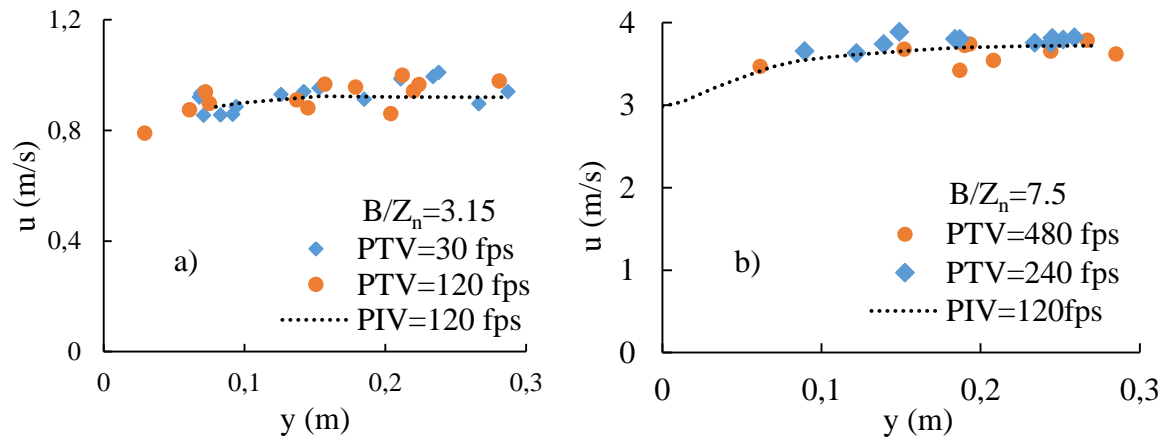 1,2
0,8
0,4
0
u (m/s)
B/Zn=3.15
PTV=30 fps
a)
PTV=120 fps
PIV=120 fps
0
0,1
0,2
0,3
y (m)
4
3
2
1
0
u (m/s)
B/Zn=7.5
PTV=480 fps
b)
PTV=240 fps
PIV=120fps
0
0,1
0,2
0,3
y (m)